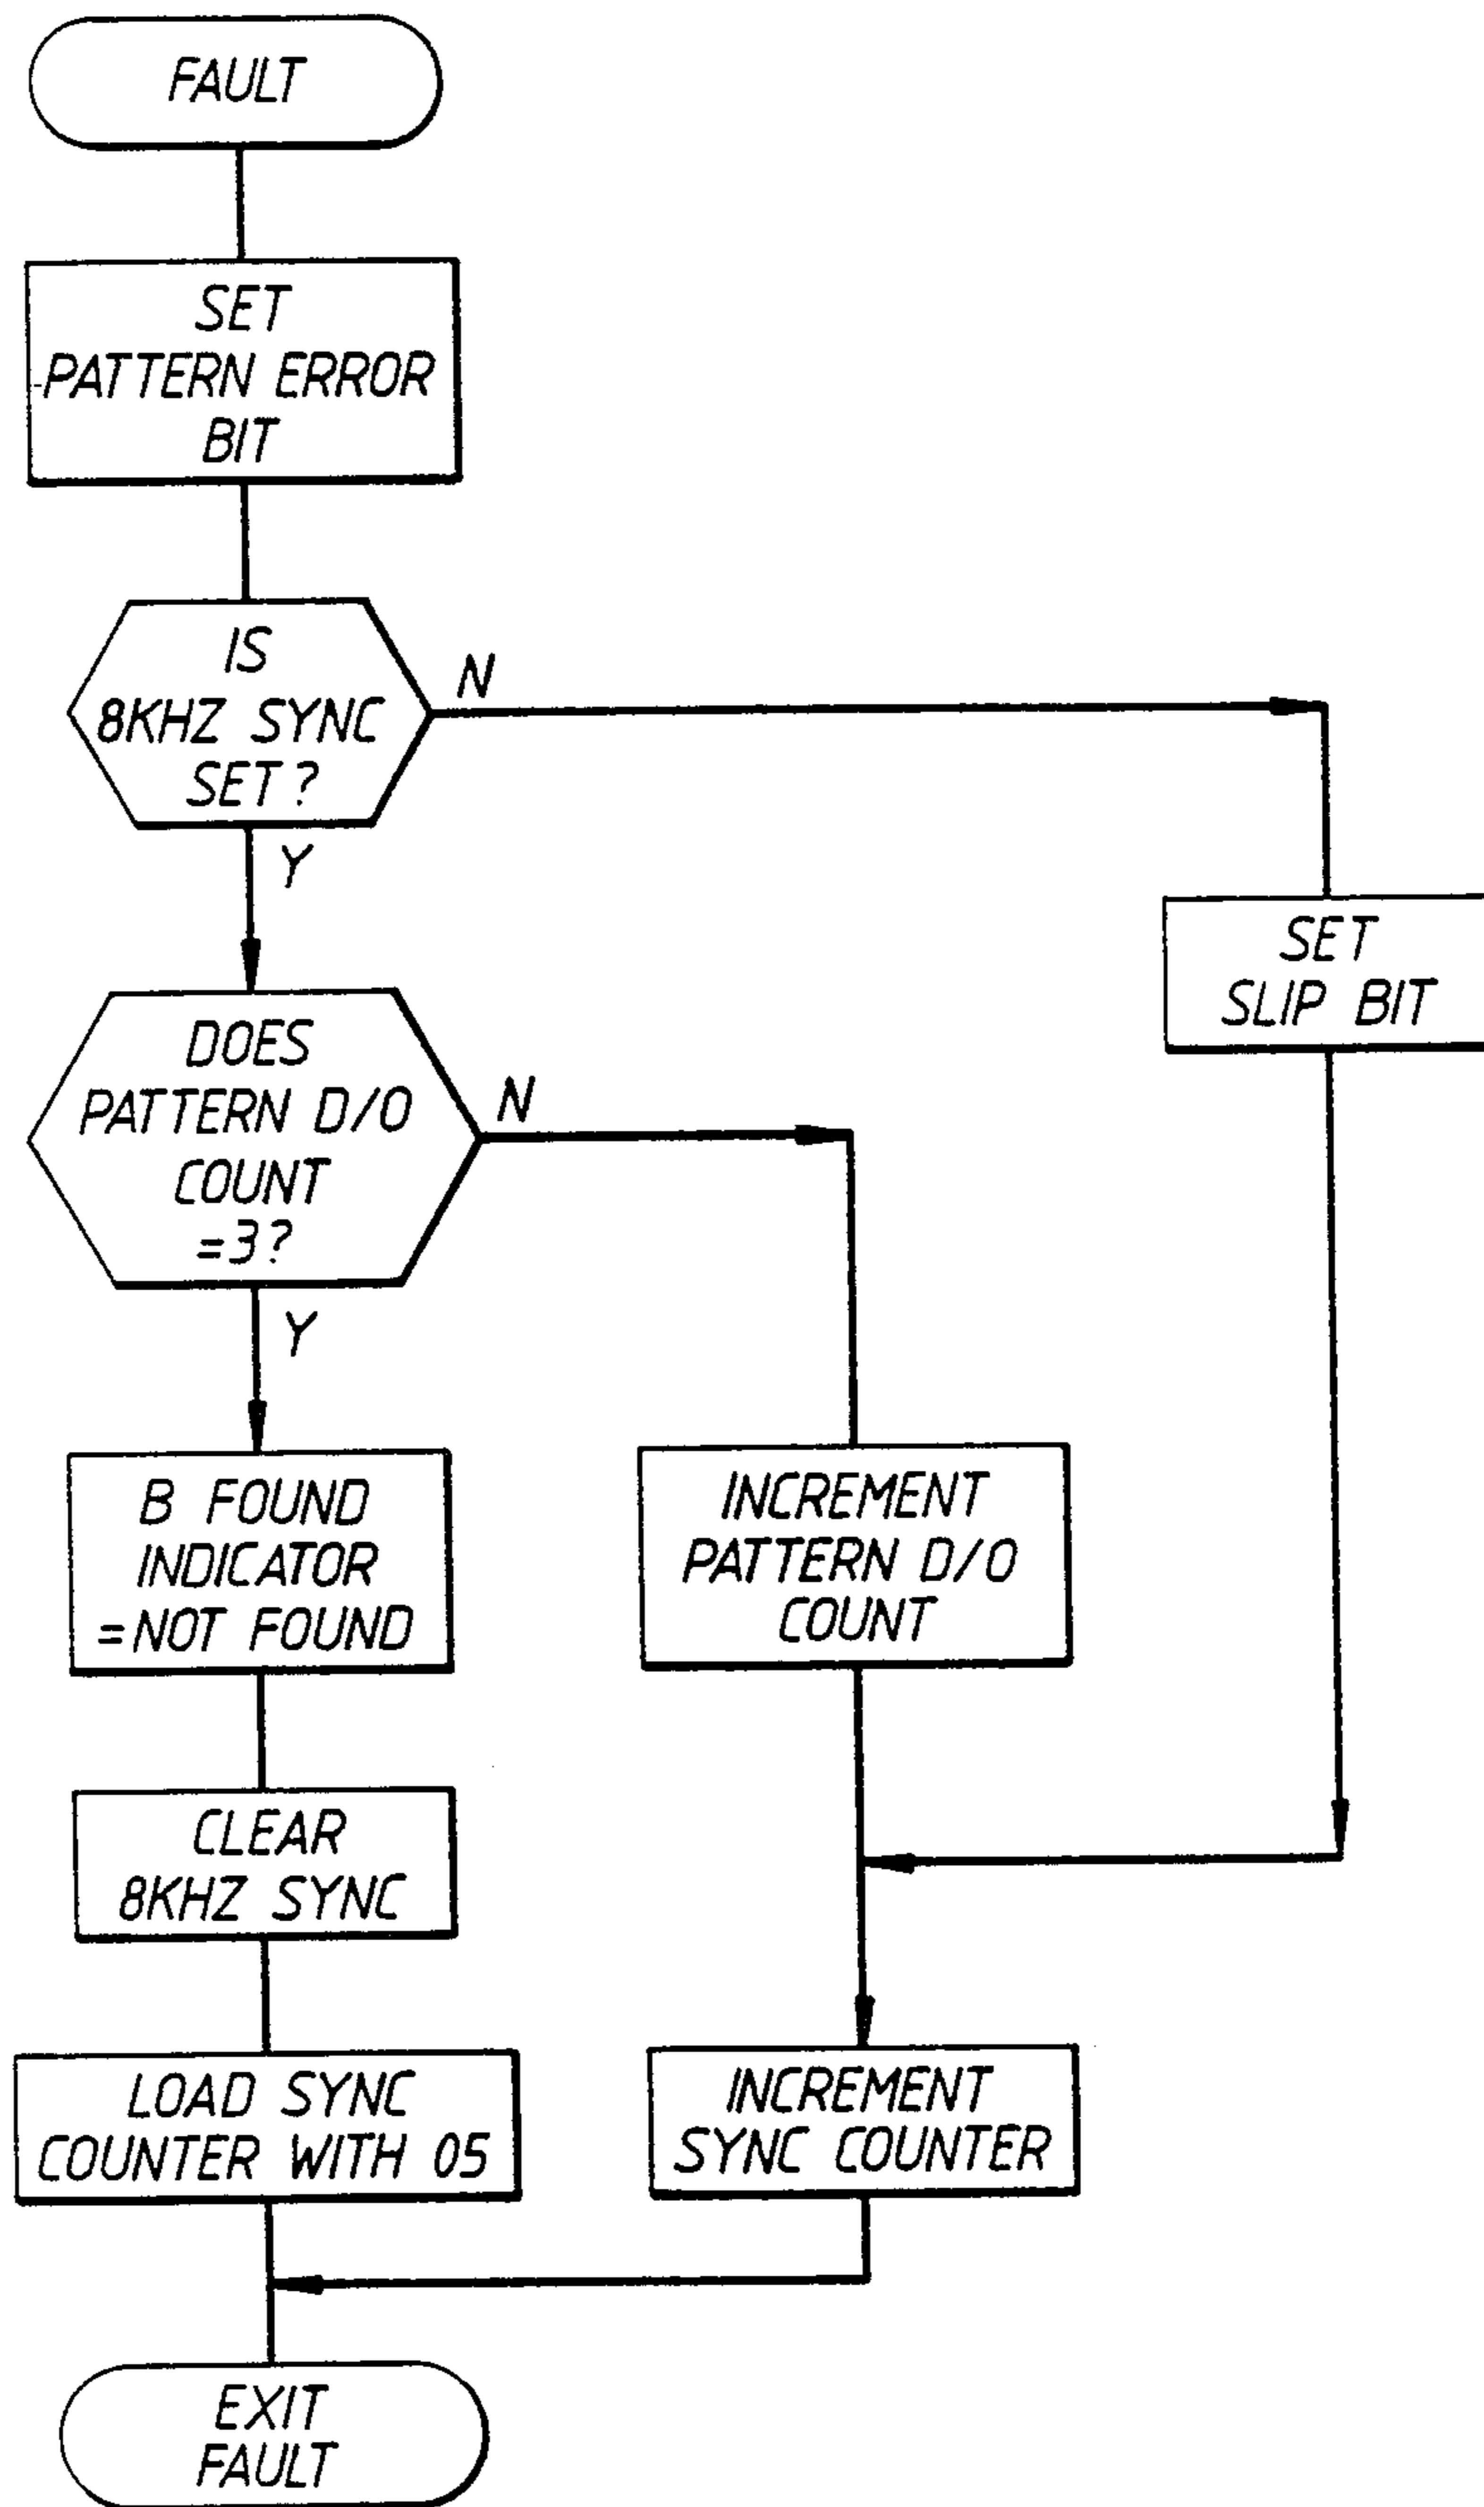 FAULT
SET
PATTERN ERROR
BIT
IS
8KHZ SYNC
SET?
N
Y
SET
SLIP BIT
DOES
PATTERN D/O
COUNT
=3?
N
Y
B FOUND
INDICATOR
=NOT FOUND
INCREMENT
PATTERN D/O
COUNT
CLEAR
8KHZ SYNC
LOAD SYNC
COUNTER WITH 05
INCREMENT
SYNC COUNTER
EXIT
FAULT